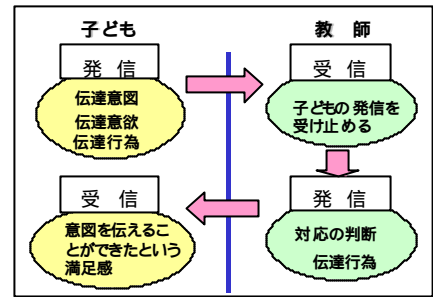 子ども
発 信
伝達意図
伝達意欲
伝達行為
教 師
受 信
子どもの発信を
受け止める
発 信
対応の判断
伝達行為
受 信
意図を伝えるこ
とができたという
満足感